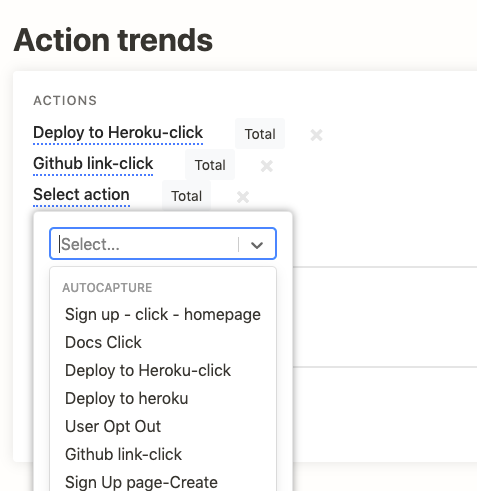 Action trends
ACTIONS
Deploy to Heroku-click Total
Github link-click Total
Select action Total
Select...
AUTOCAPTURE
Sign up - click - homepage
Docs Click
Deploy to Heroku-click
Deploy to heroku
User Opt Out
Github link-click
Sign Up page-Create